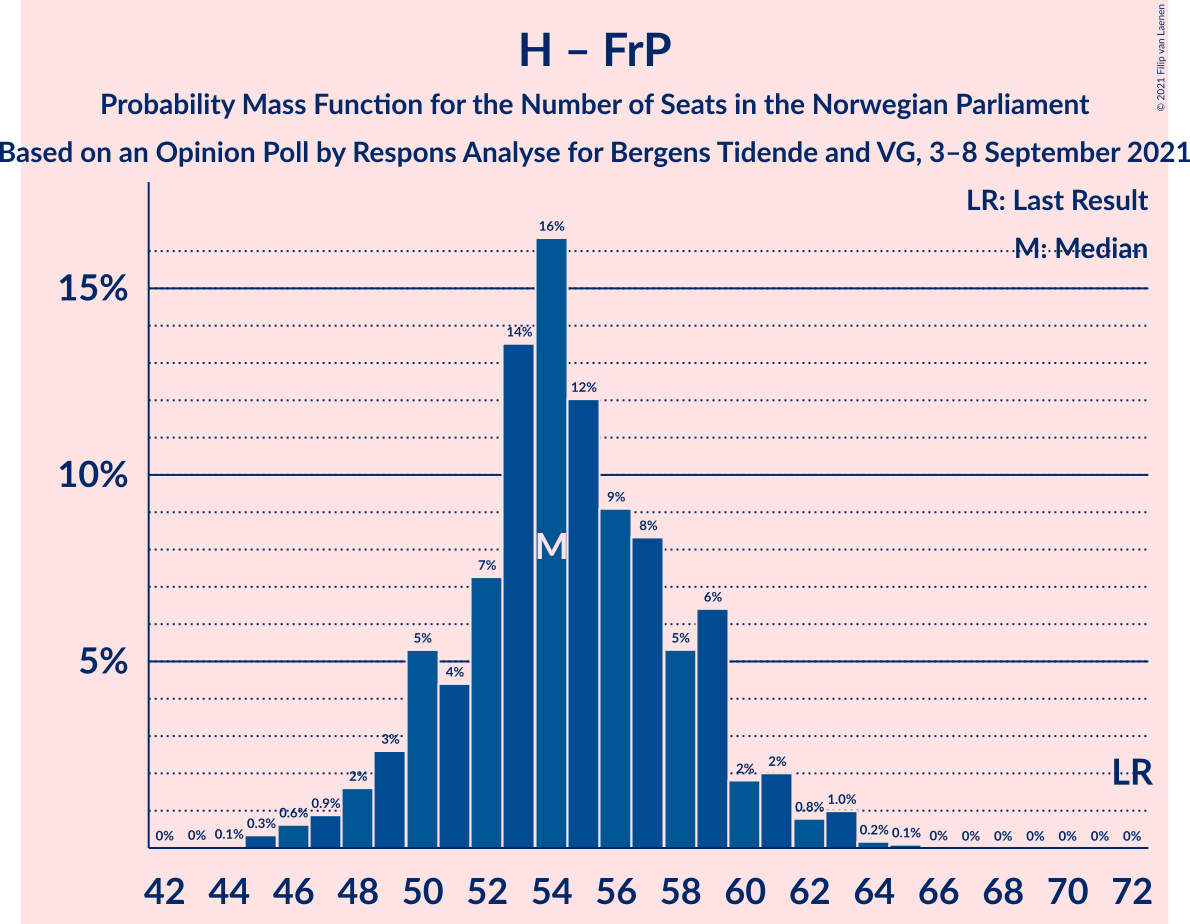 H – FrP
Probability Mass Function for the Number of Seats in the Norwegian Parliament
Based on an Opinion Poll by Respons Analyse for Bergens Tidende and VG, 3–8 September 2021
© 2021 Filip van Laenen
LR: Last Result
M: Median
15%
10%
5%
0% 0% 0.1% 0.3% 0.6% 0.9% 2% 3% 5% 4% 7% 14% 16% 12% 9% 8% 5% 6% 2% 2% 0.8% 1.0% 0.2% 0.1% 0% 0% 0% 0% 0% 0% 0%
M
LR
42 44 46 48 50 52 54 56 58 60 62 64 66 68 70 72